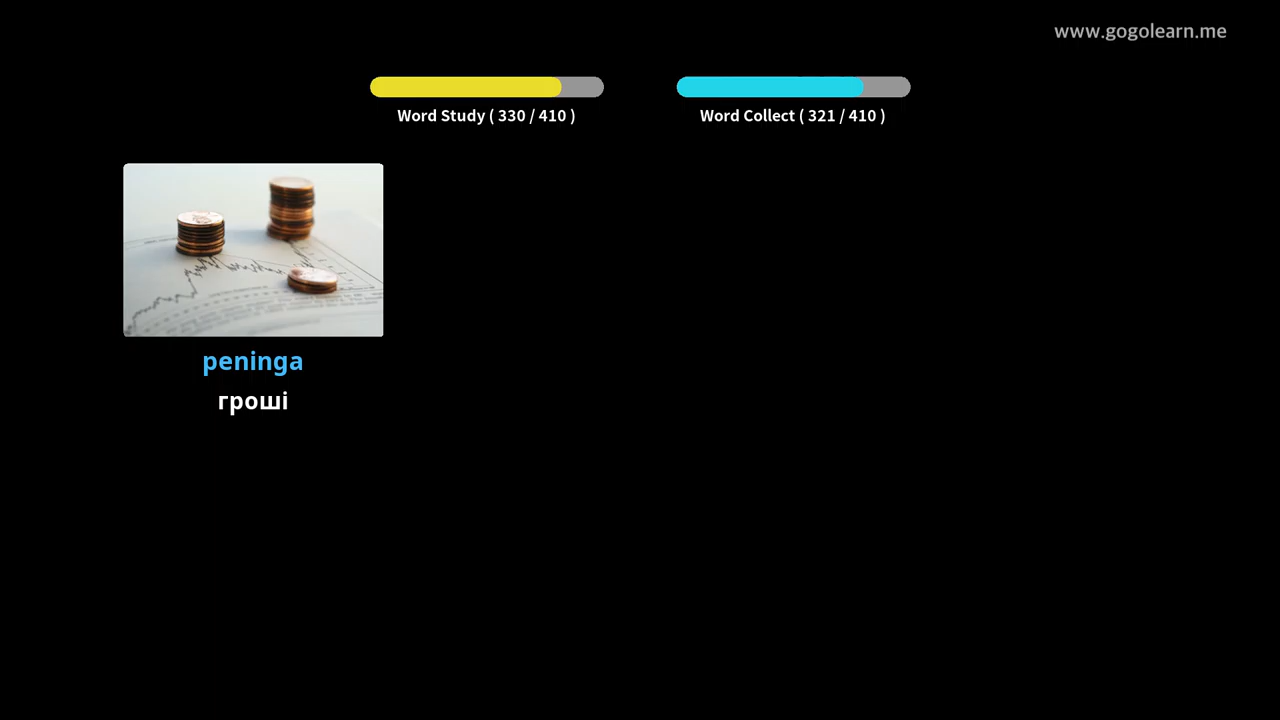 www.gogolearn.me
Word Study ( 330 / 410 )
Word Collect ( 321 / 410 )
peninga
гроші